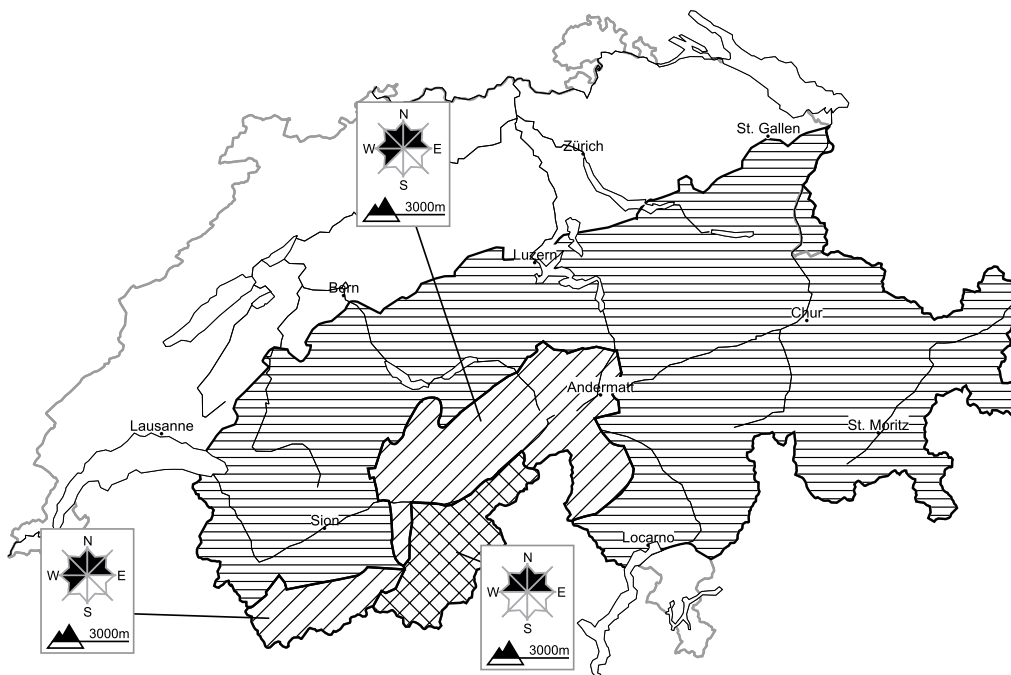 St. Gallen
N
W E
S
3000m
Zürich
Luzern
Bern
Chur
Andermatt
Lausanne
St. Moritz
Sion
Locarno
N
W E
S
3000m
N
W E
S
3000m